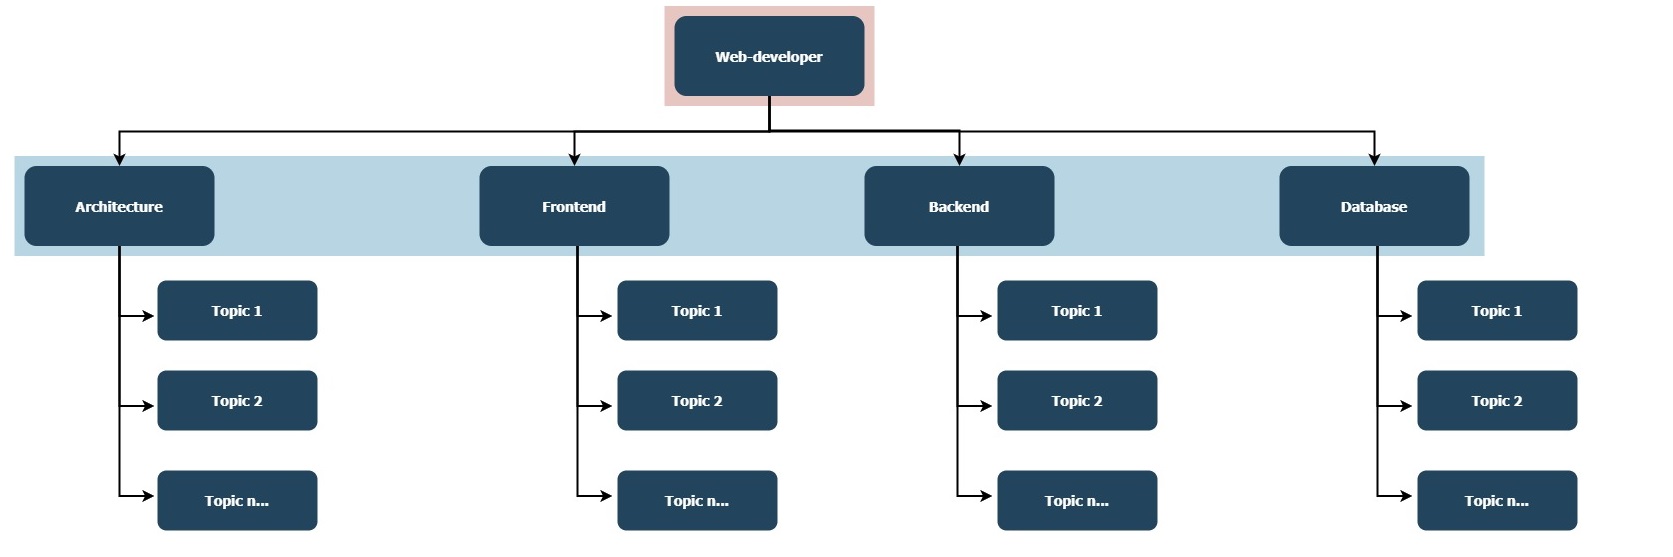 Web-developer
Architecture
Frontend
Backend
Database
Topic 1
Topic 1
Topic 1
Topic 1
Topic 2
Topic 2
Topic 2
Topic 2
Topic n...
Topic n...
Topic n...
Topic n...